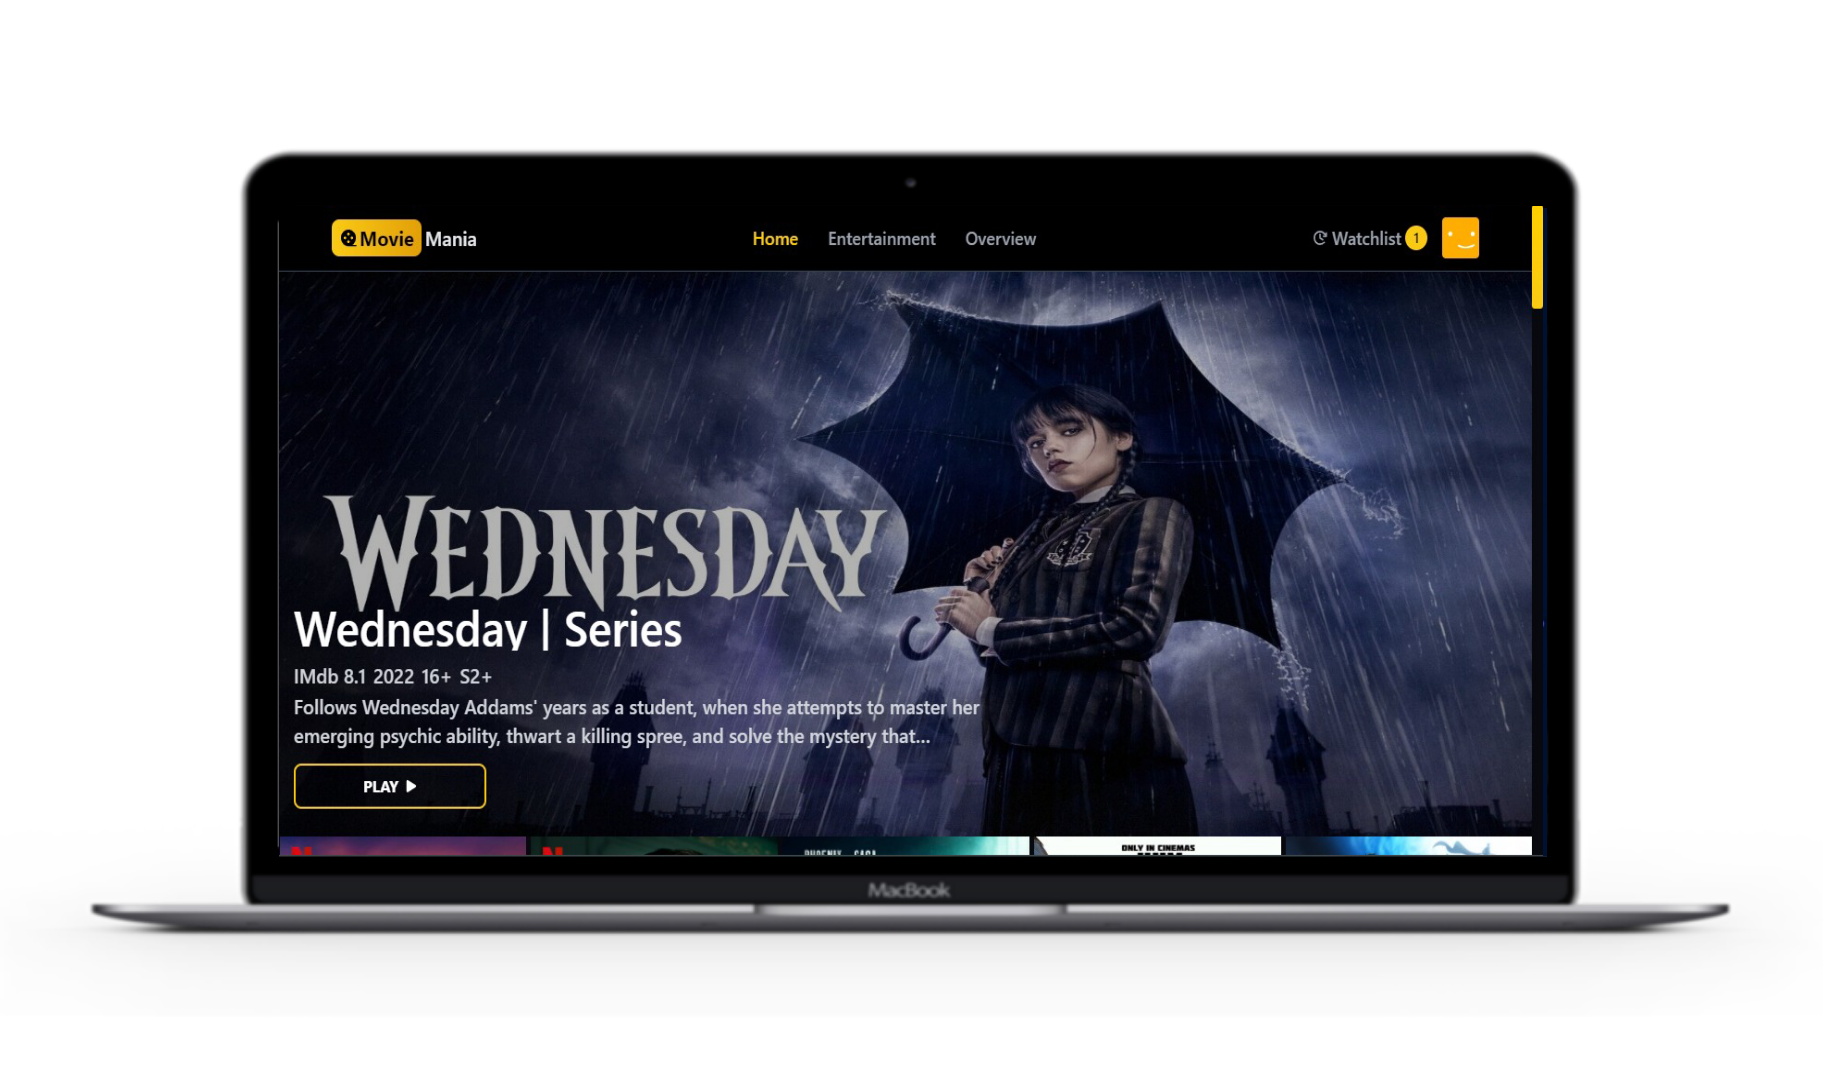 Movie Mania
Home Entertainment Overview
Watchlist 1
WEDNESDAY
Wednesday | Series
IMdb 8.1 2022 16+ S2+
Follows Wednesday Addams' years as a student, when she attempts to master her
emerging psychic ability, thwart a killing spree, and solve the mystery that...
PLAY
N
N
PHOENIX SAGA
ONLY IN CINEMAS
MacBook